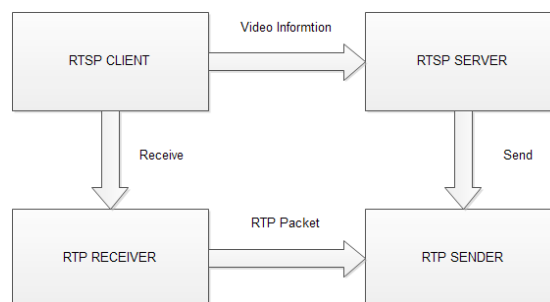 Video Informtion
RTSP CLIENT
RTSP SERVER
Receive
Send
RTP Packet
RTP RECEIVER
RTP SENDER